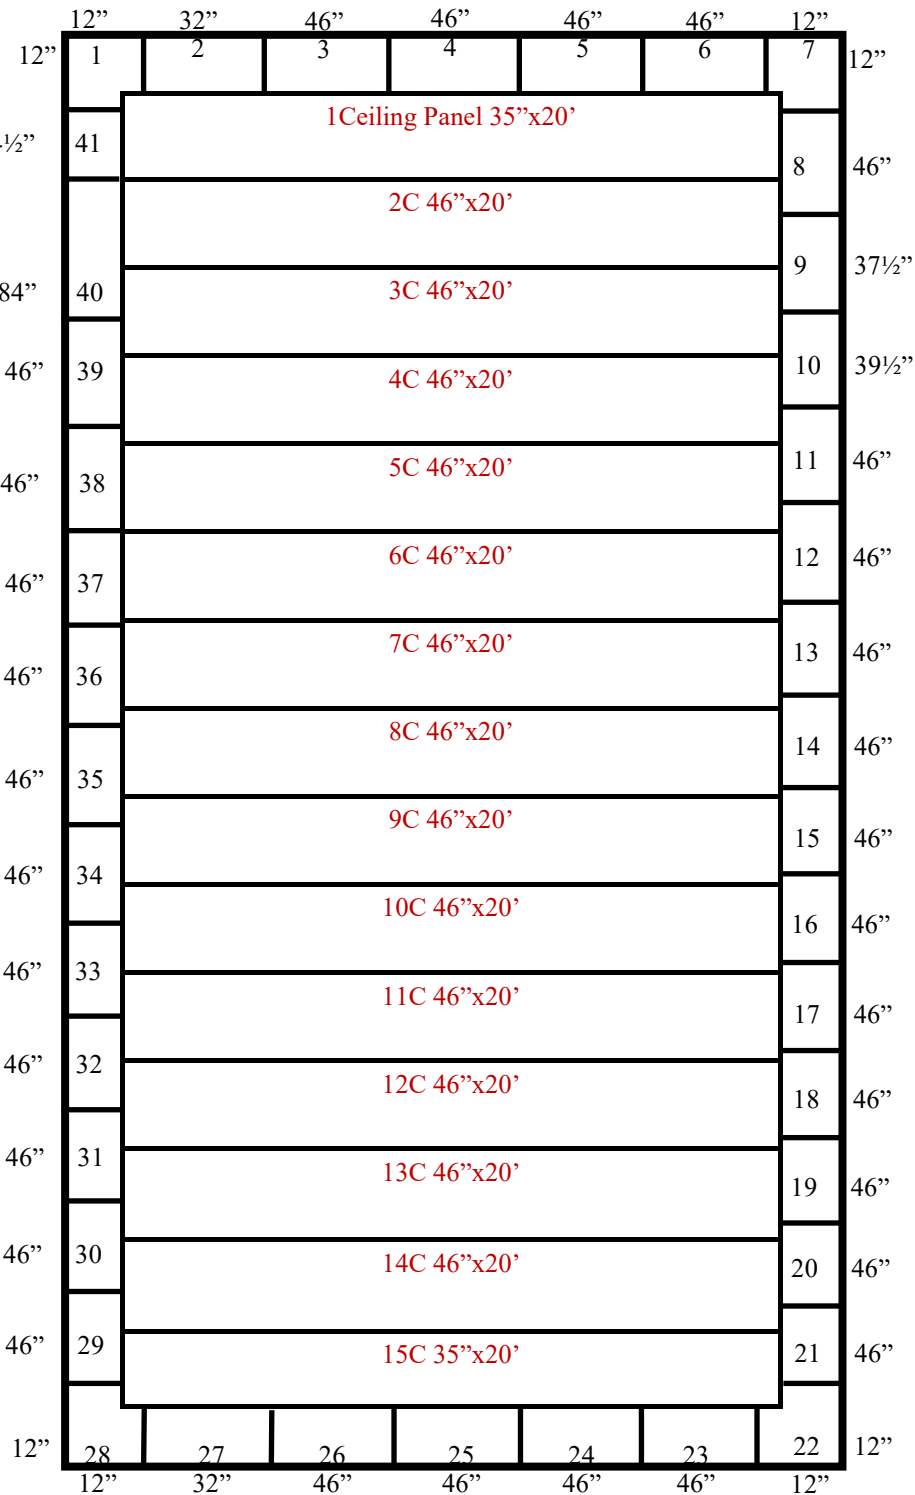 12” 32” 46” 46” 46” 46” 12”
12” 1 2 3 4 5 6 7 12”
1Ceiling Panel 35”x20’
½” 41
8 46”
2C 46”x20’
9 37½”
84” 40 3C 46”x20’
46” 39 4C 46”x20’ 10 39½”
5C 46”x20’ 11 46”
46” 38
6C 46”x20’ 12 46”
46” 37
7C 46”x20’ 13 46”
46” 36
8C 46”x20’ 14 46”
46” 35
9C 46”x20’ 15 46”
46” 34
10C 46”x20’ 16 46”
46” 33
11C 46”x20’ 17 46”
46” 32
12C 46”x20’ 18 46”
46” 31
13C 46”x20’ 19 46”
46” 30
14C 46”x20’ 20 46”
46” 29 15C 35”x20’ 21 46”
12” 28 27 26 25 24 23 22 12”
12” 32” 46” 46” 46” 46” 12”